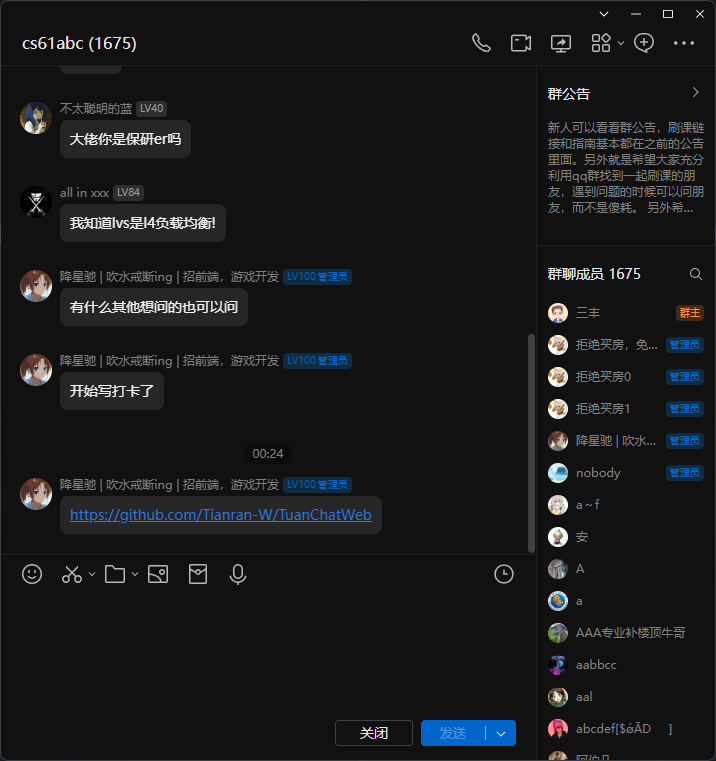 cs61abc (1675)
不太聪明的蓝 LV40
大佬你是保研er吗
all in xxx LV84
我知道lvs是l4负载均衡!
降星驰 | 吹水戒断ing | 招前端，游戏开发 LV100 管理员
有什么其他想问的也可以问
降星驰 | 吹水戒断ing | 招前端，游戏开发 LV100 管理员
开始写打卡了
00:24
降星驰 | 吹水戒断ing | 招前端，游戏开发 LV100 管理员
https://github.com/Tianran-W/TuanChatWeb
关闭
发送
群公告
新人可以看看群公告，刷课链
接和指南基本都在之前的公告
里面。另外就是希望大家充分
利用qq群找到一起刷课的朋
友，遇到问题的时候可以问朋
友，而不是傻耗。 另外希...
群聊成员 1675
三丰 群主
拒绝买房，免... 管理员
拒绝买房0 管理员
拒绝买房1 管理员
降星驰 | 吹水... 管理员
nobody 管理员
a～f
安
A
a
AAA专业补楼顶牛哥
aabbcc
aal
abcdef[$ǿÃD ]